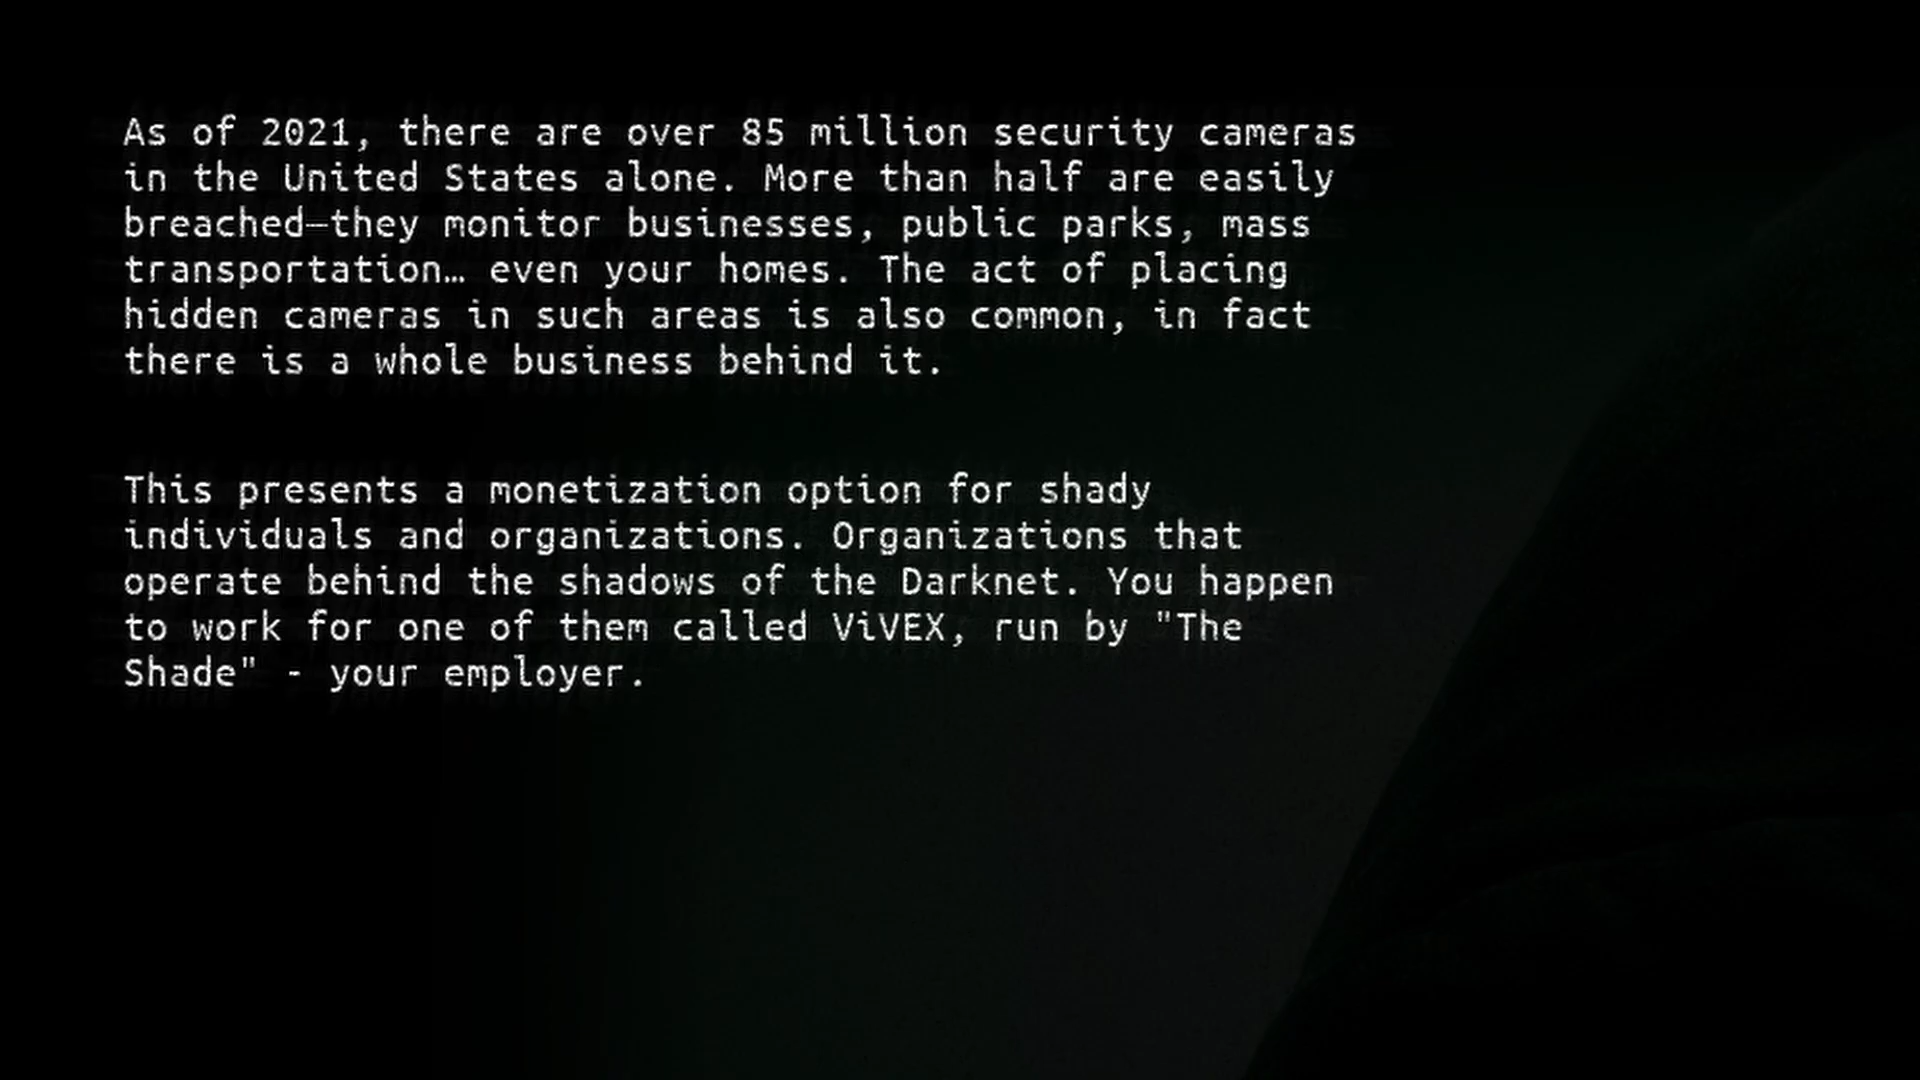 As of 2021, there are over 85 million security cameras
in the United States alone. More than half are easily
breached—they monitor businesses, public parks, mass
transportation… even your homes. The act of placing
hidden cameras in such areas is also common, in fact
there is a whole business behind it.
This presents a monetization option for shady
individuals and organizations. Organizations that
operate behind the shadows of the Darknet. You happen
to work for one of them called ViVEX, run by "The
Shade" - your employer.